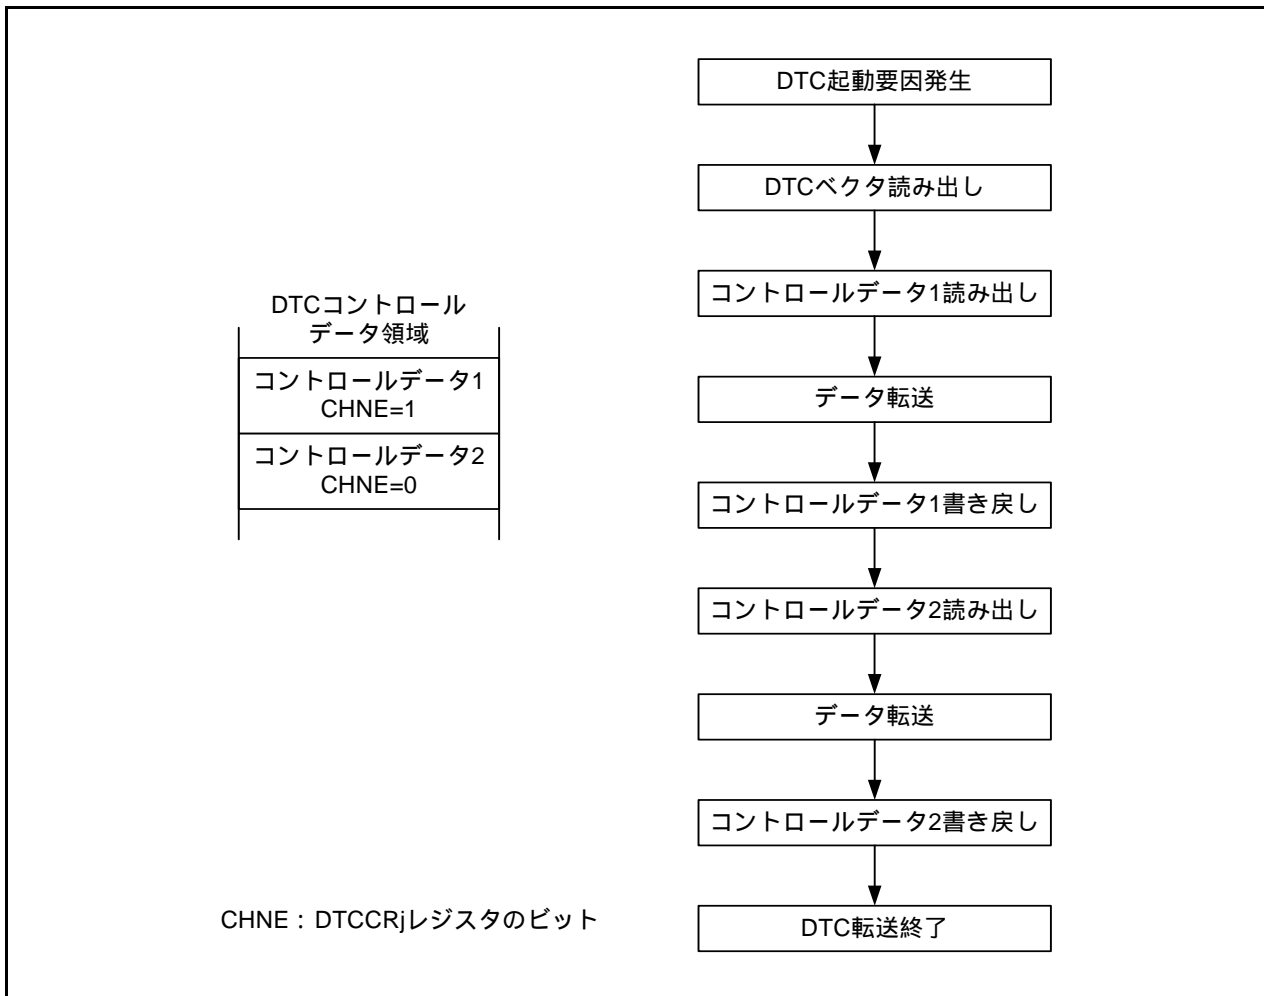 DTC起動要因発生
DTCベクタ読み出し
コントロールデータ1読み出し
データ転送
コントロールデータ1書き戻し
コントロールデータ2読み出し
データ転送
コントロールデータ2書き戻し
DTC転送終了
DTCコントロール
データ領域
コントロールデータ1
CHNE=1
コントロールデータ2
CHNE=0
CHNE：DTCCRjレジスタのビット